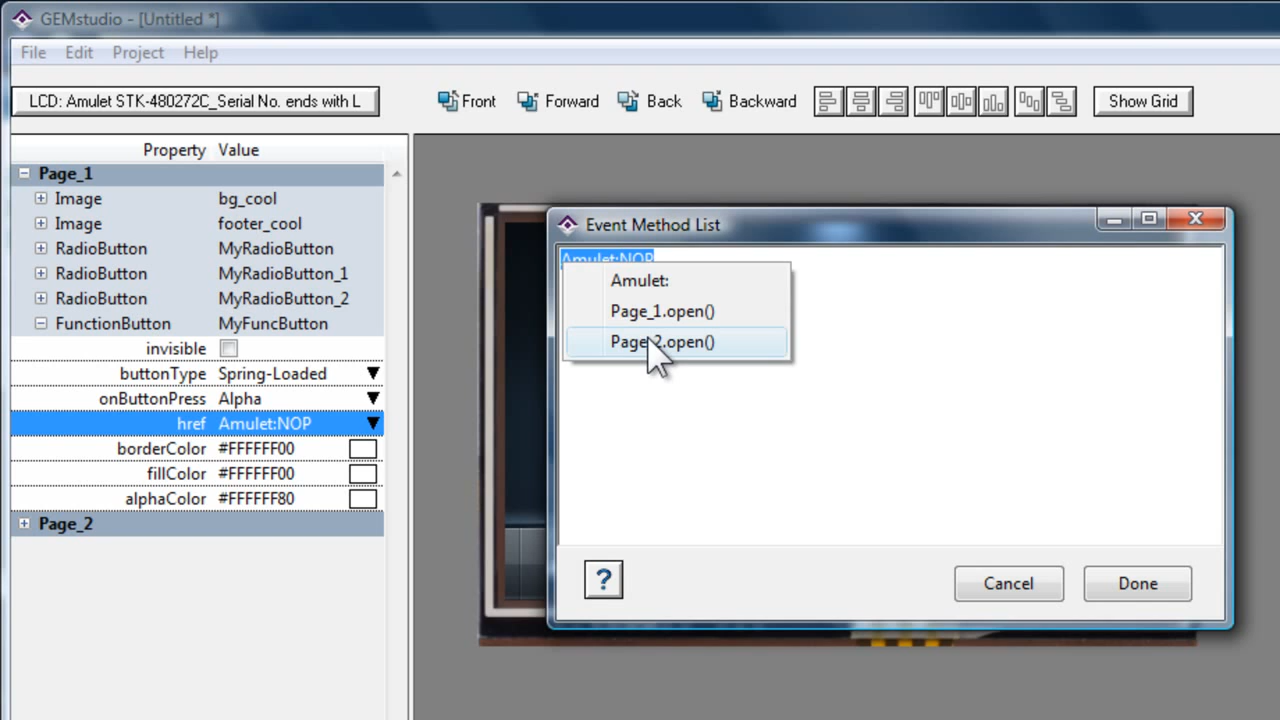 GEMstudio - [Untitled *]
File Edit Project Help
LCD: Amulet STK-480272C_Serial No. ends with L
Front Forward Back Backward Show Grid
Property Value
Page_1
Image bg_cool
Image footer_cool
RadioButton MyRadioButton
RadioButton MyRadioButton_1
RadioButton MyRadioButton_2
FunctionButton MyFuncButton
invisible
buttonType Spring-Loaded
onButtonPress Alpha
href Amulet:NOP
borderColor #FFFFFF00
fillColor #FFFFFF00
alphaColor #FFFFFF80
Page_2
Event Method List
Amulet:NOP
Amulet:
Page_1.open()
Page_2.open()
?
Cancel Done